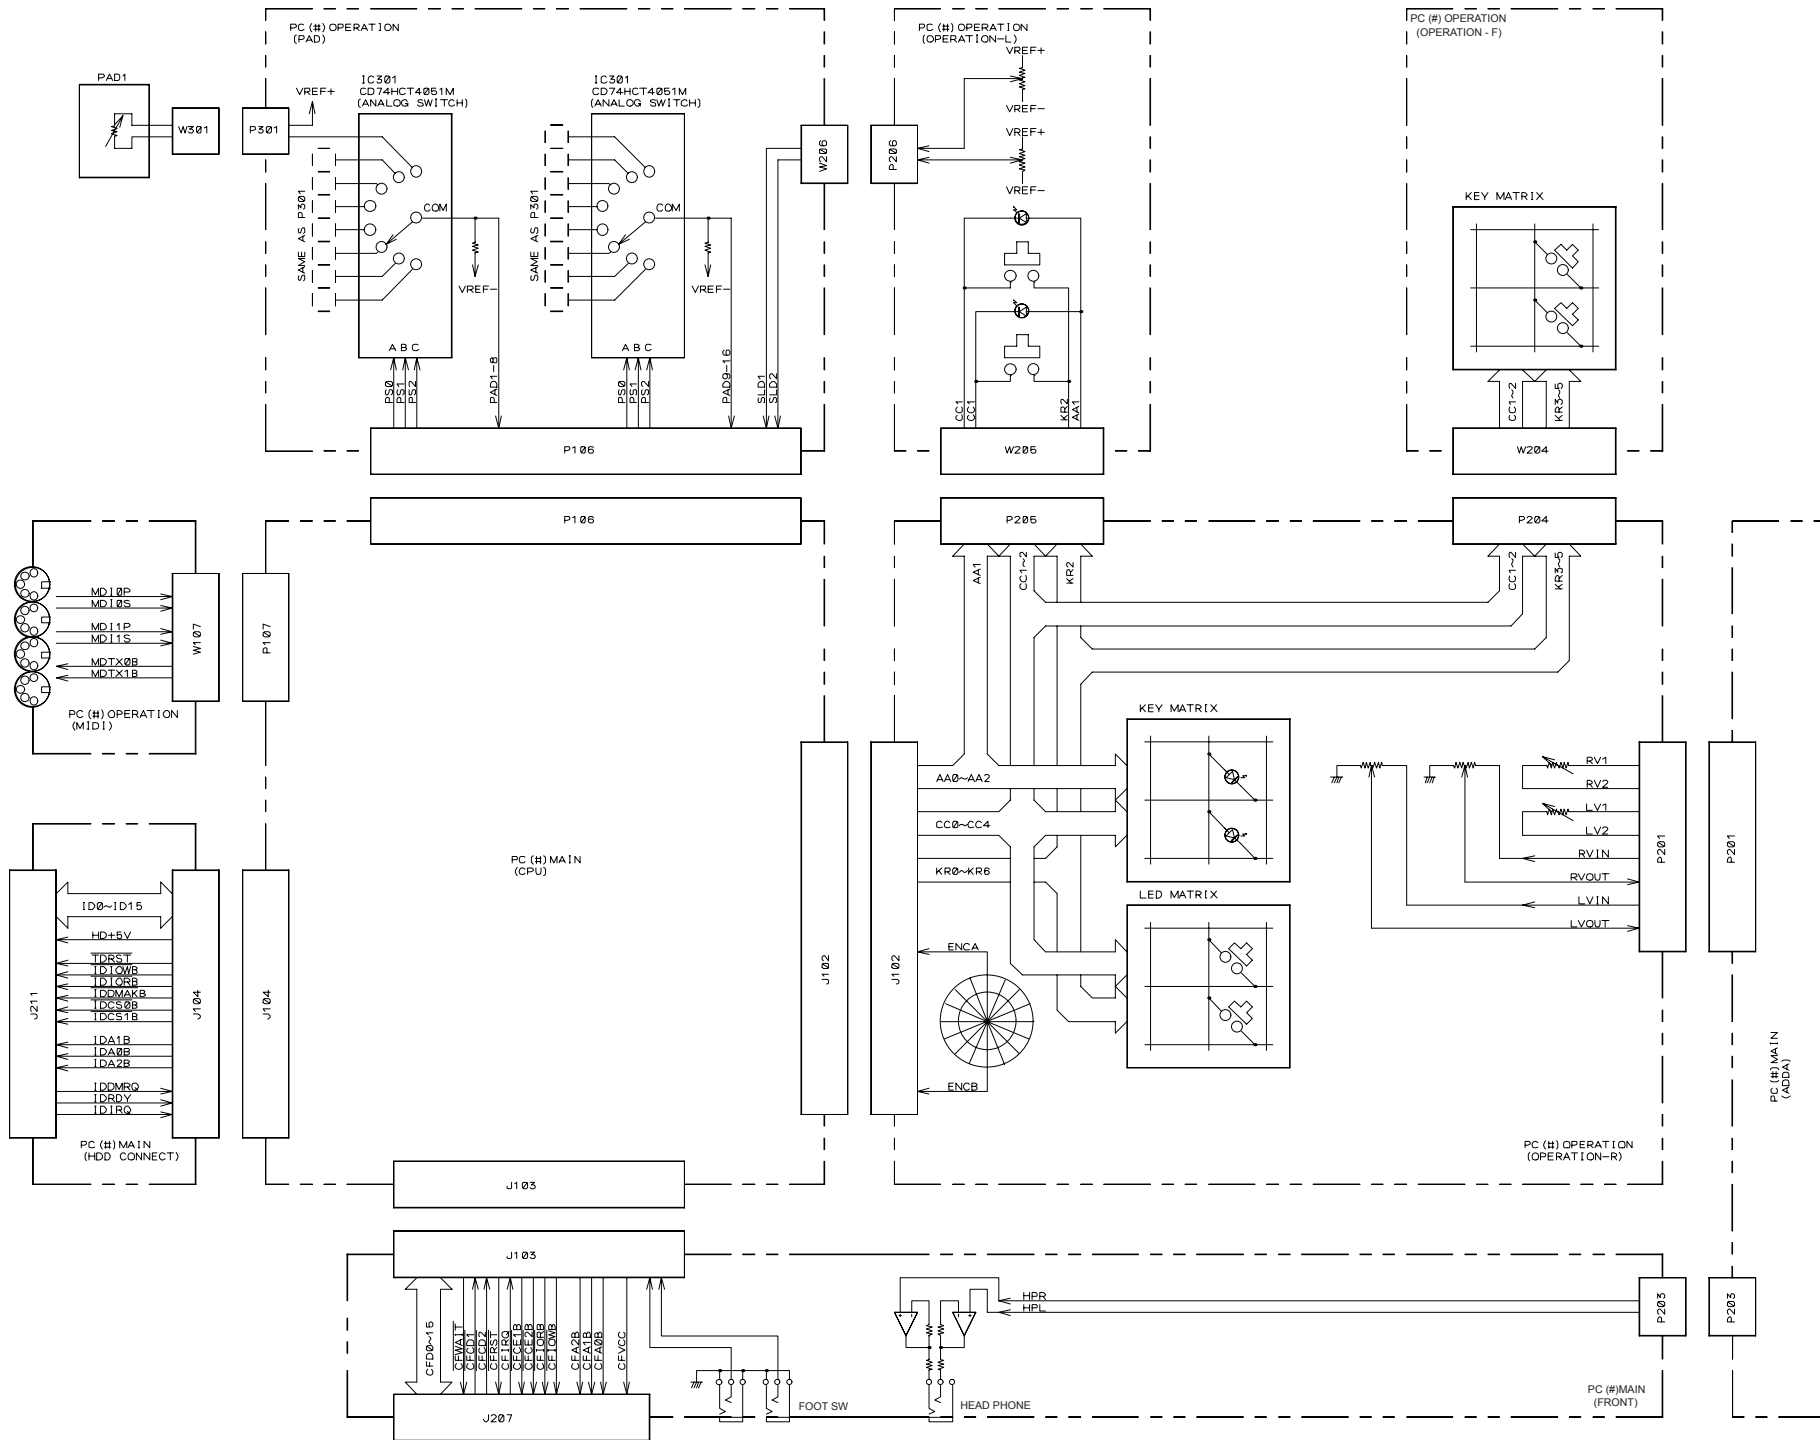 PC (#) OPERATION
(PAD)
PAD1
W301
P301
VREF+
IC301
CD74HCT4051M
(ANALOG SWITCH)
SAME AS P301
COM
VREF-
A B C
PS0
PS1
PS2
PAD1-8
IC301
CD74HCT4051M
(ANALOG SWITCH)
SAME AS P301
COM
VREF-
A B C
PS0
PS1
PS2
PAD9-16
SLD1
SLD2
W206
P106
PC (#) OPERATION
(OPERATION-L)
P206
VREF+
VREF-
VREF+
VREF-
CC1
CC1
KR2
AA1
W205
PC (#) OPERATION
(OPERATION - F)
KEY MATRIX
CC1~2
KR3~5
W204
MDI0P
MDI0S
MDI1P
MDI1S
MDTX0B
MDTX1B
W107
PC (#) OPERATION
(MIDI)
P107
P106
J211
ID0~ID15
HD+5V
TDRST
IDIOWB
IDIORB
IDDMAKB
IDCS0B
IDCS1B
IDA1B
IDA0B
IDA2B
IDDMRQ
IDRDY
IDIRQ
J104
PC (#) MAIN
(HDD CONNECT)
J104
PC (#) MAIN
(CPU)
J102
J103
P205
P204
AA1
CC1~2
KR2
CC1~2
KR3~5
J102
AA0~AA2
CC0~CC4
KR0~KR6
ENCA
ENCB
KEY MATRIX
LED MATRIX
RV1
RV2
LV1
LV2
RVIN
RVOUT
LVIN
LVOUT
P201
PC (#) OPERATION
(OPERATION-R)
P201
PC (#) MAIN
(ADDA)
J103
CFD0~15
CFWAIT
CFCD1
CFCD2
CFRST
CFIRQ
CFCE1B
CFCE2B
CFIORB
CFIOWB
CFA2B
CFA1B
CFA0B
CFVCC
J207
FOOT SW
HEAD PHONE
HPR
HPL
P203
P203
PC (#)MAIN
(FRONT)